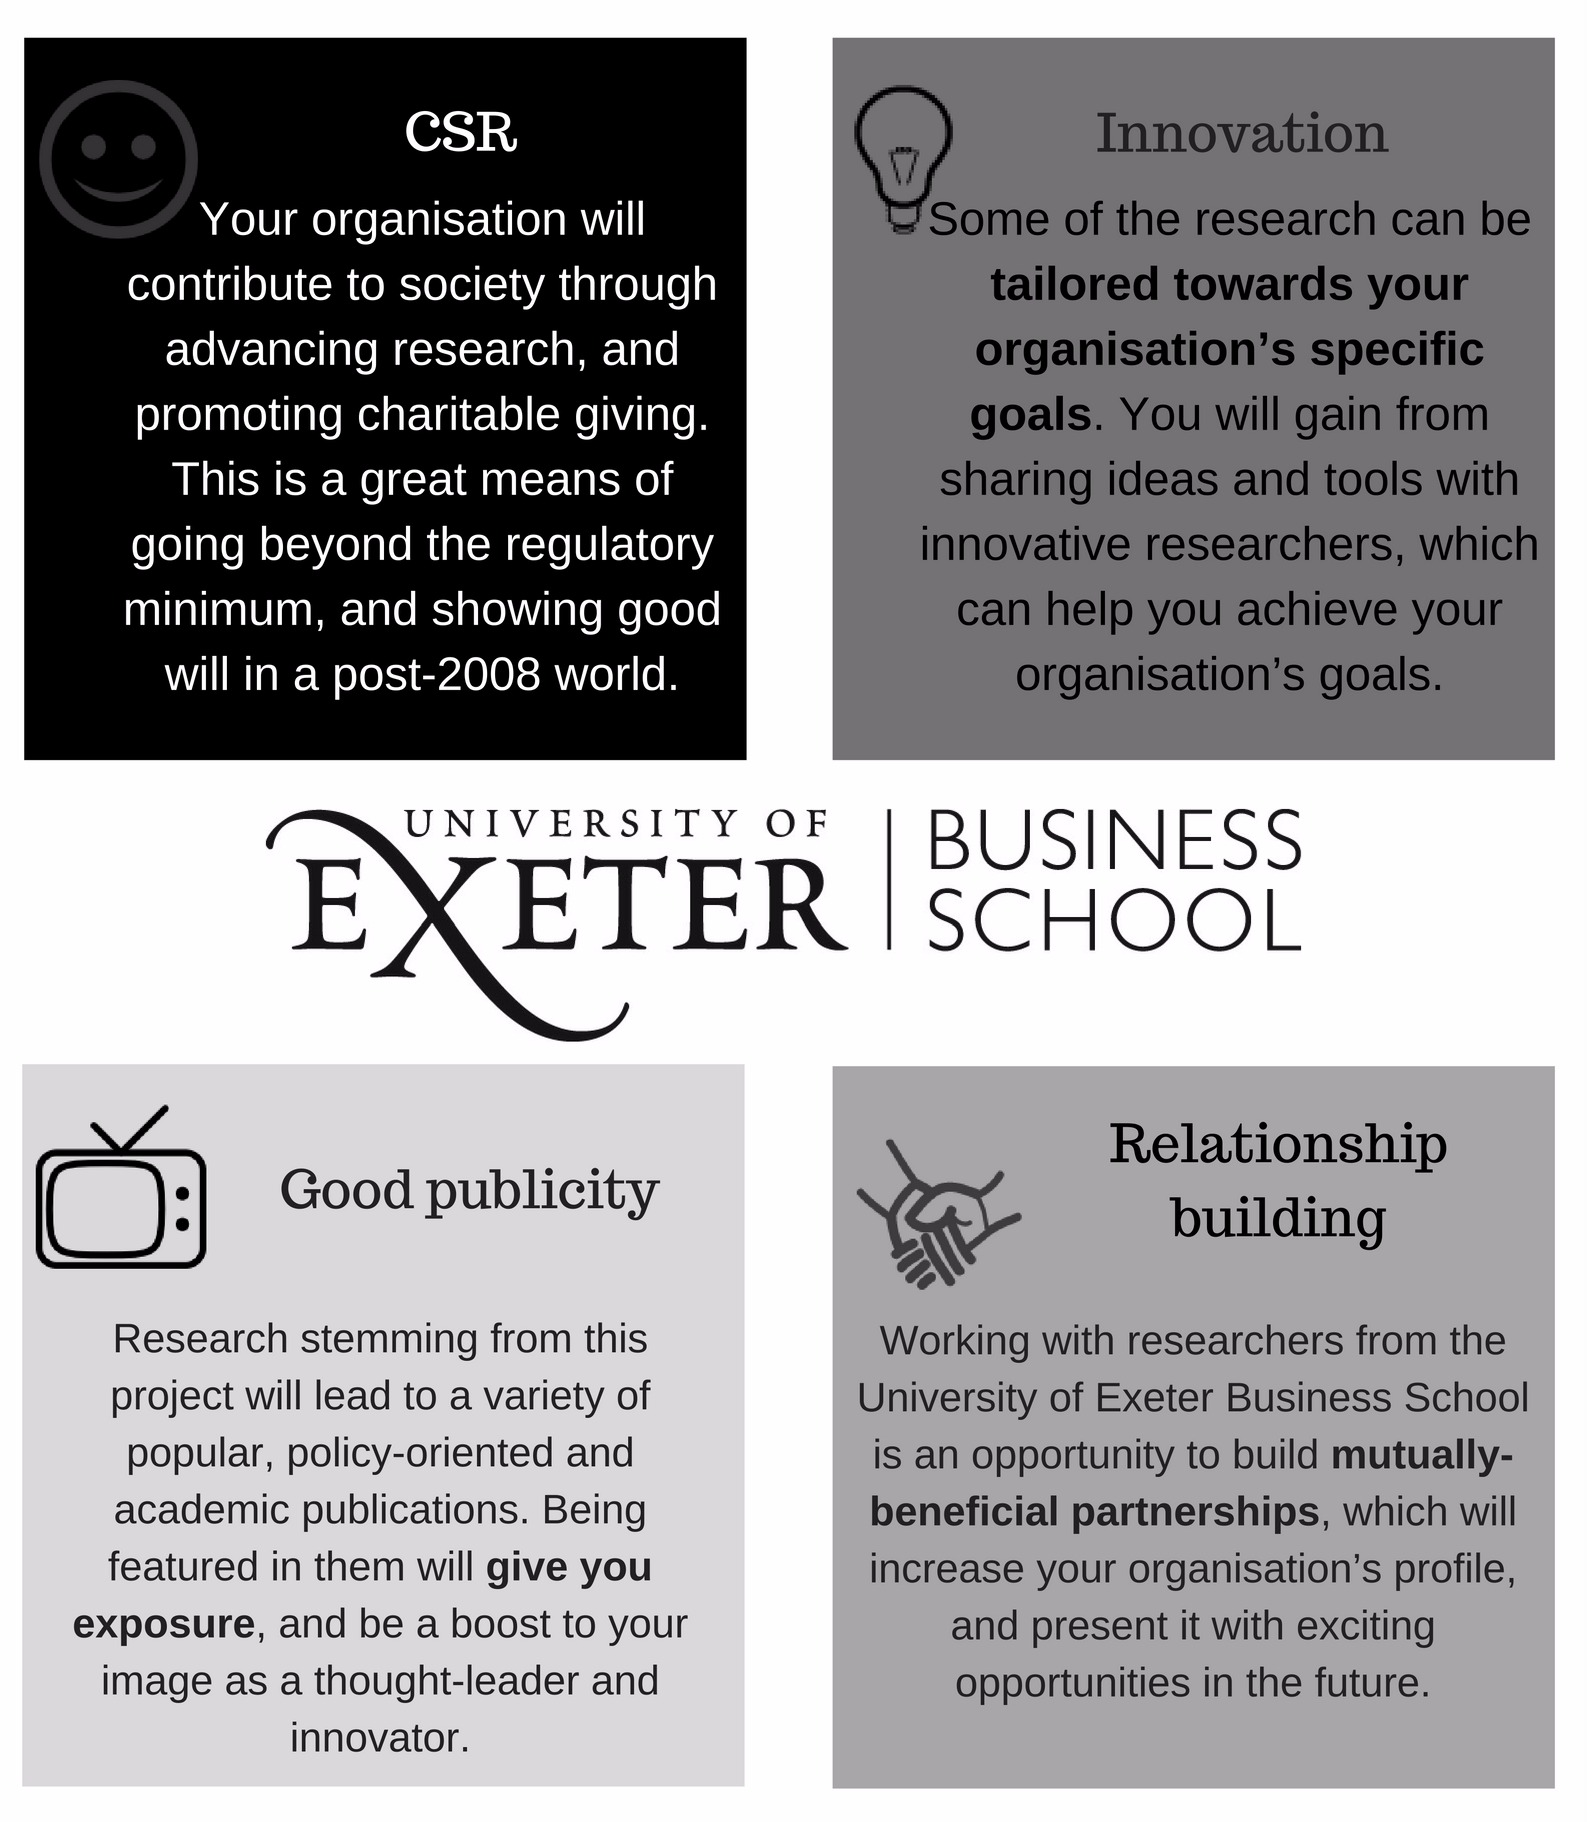 CSR
Your organisation will
contribute to society through
advancing research, and
promoting charitable giving.
This is a great means of
going beyond the regulatory
minimum, and showing good
will in a post-2008 world.
Innovation
Some of the research can be
tailored towards your
organisation’s specific
goals. You will gain from
sharing ideas and tools with
innovative researchers, which
can help you achieve your
organisation’s goals.
UNIVERSITY OF
EXETER
BUSINESS
SCHOOL
Good publicity
Research stemming from this
project will lead to a variety of
popular, policy-oriented and
academic publications. Being
featured in them will give you
exposure, and be a boost to your
image as a thought-leader and
innovator.
Relationship
building
Working with researchers from the
University of Exeter Business School
is an opportunity to build mutually-
beneficial partnerships, which will
increase your organisation’s profile,
and present it with exciting
opportunities in the future.